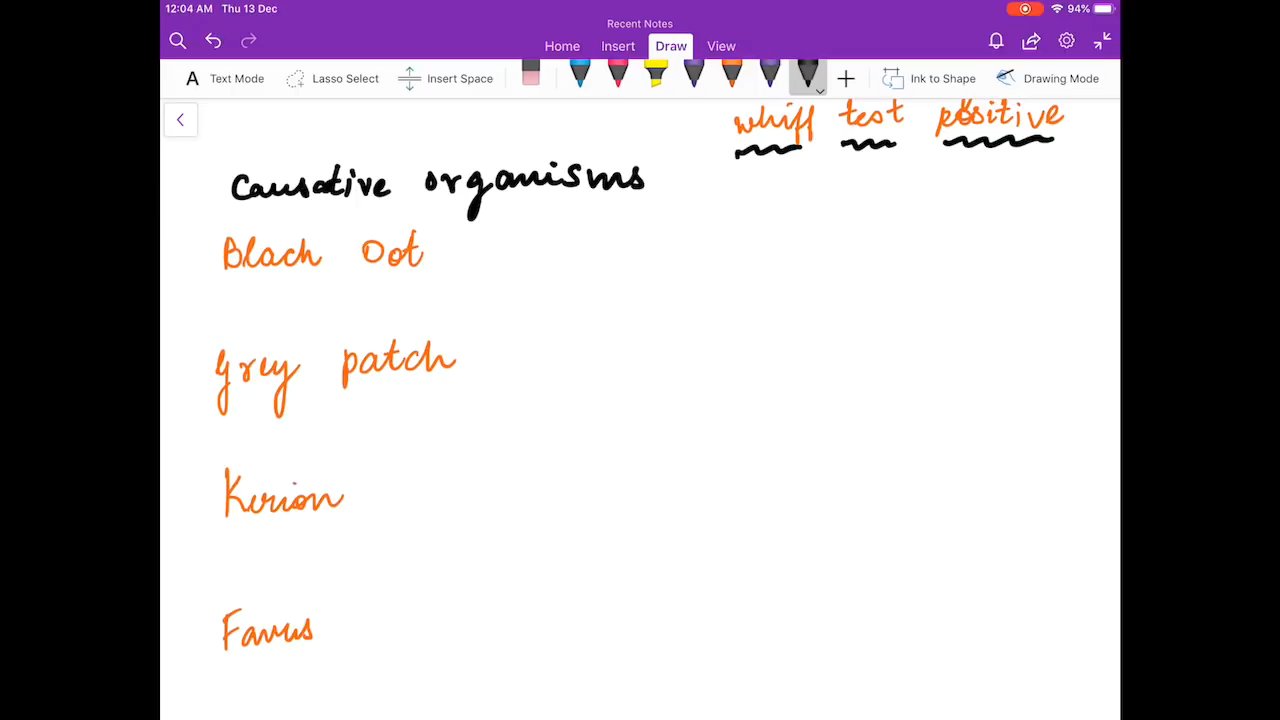 12:04 AM Thu 13 Dec
94%
Recent Notes
Home Insert Draw View
A Text Mode Lasso Select Insert Space + Ink to Shape Drawing Mode
whiff test positive
Causative organisms
Black Dot
Grey patch
Kerion
Favus